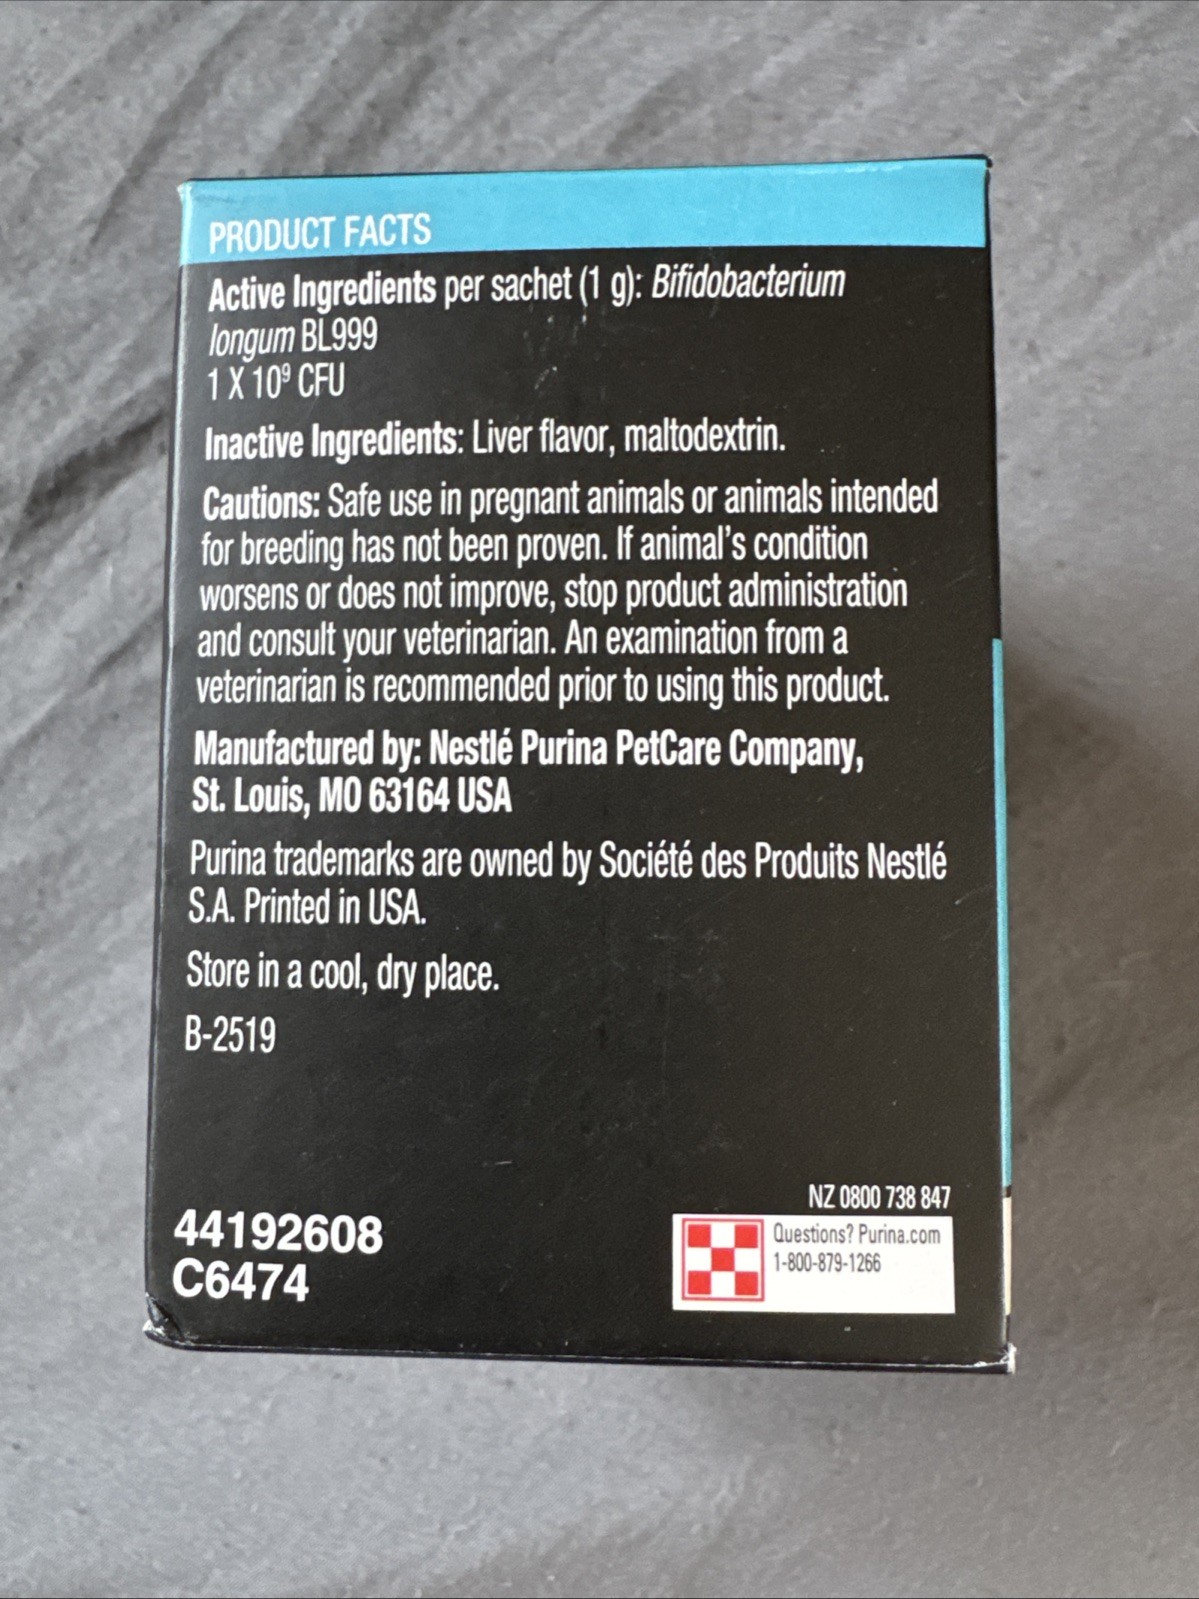 PRODUCT FACTS
Active Ingredients per sachet (1 g): Bifidobacterium
longum BL999
1 X 10⁹ CFU
Inactive Ingredients: Liver flavor, maltodextrin.
Cautions: Safe use in pregnant animals or animals intended
for breeding has not been proven. If animal's condition
worsens or does not improve, stop product administration
and consult your veterinarian. An examination from a
veterinarian is recommended prior to using this product.
Manufactured by: Nestlé Purina PetCare Company,
St. Louis, MO 63164 USA
Purina trademarks are owned by Société des Produits Nestlé
S.A. Printed in USA.
Store in a cool, dry place.
B-2519
44192608
C6474
NZ 0800 738 847
Questions? Purina.com
1-800-879-1266